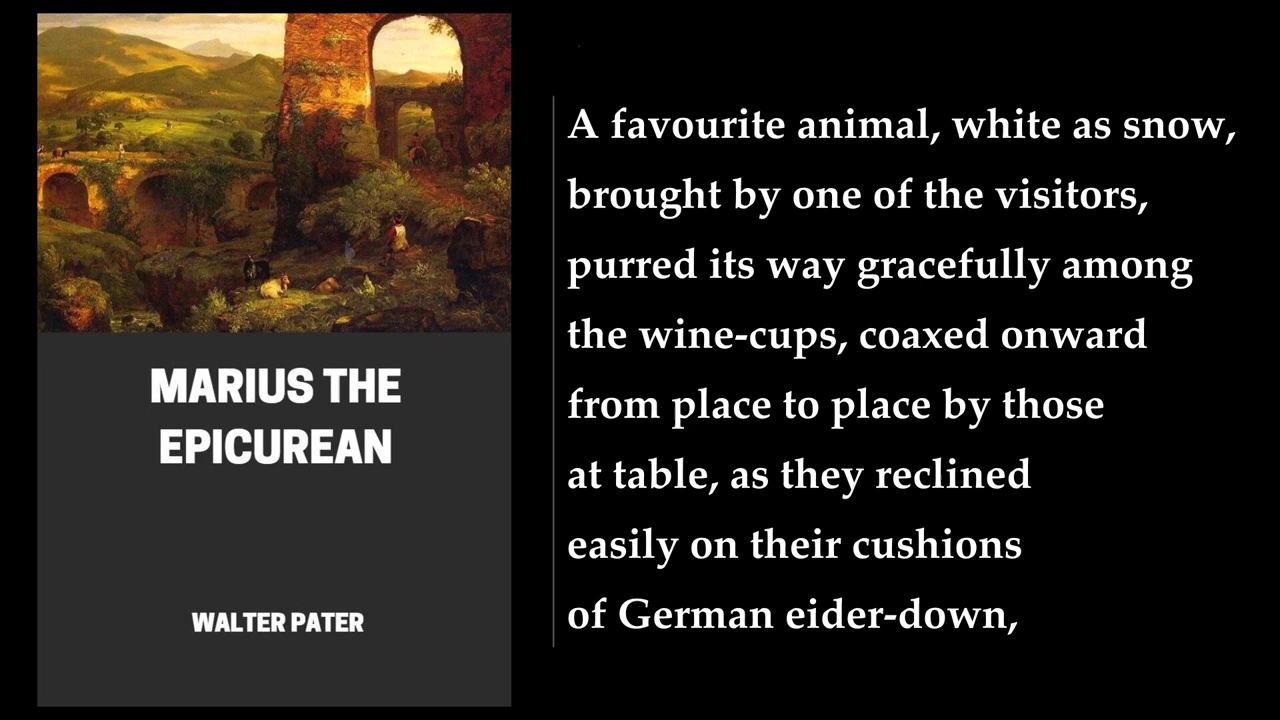 MARIUS THE
EPICUREAN
WALTER PATER
A favourite animal, white as snow,
brought by one of the visitors,
purred its way gracefully among
the wine-cups, coaxed onward
from place to place by those
at table, as they reclined
easily on their cushions
of German eider-down,